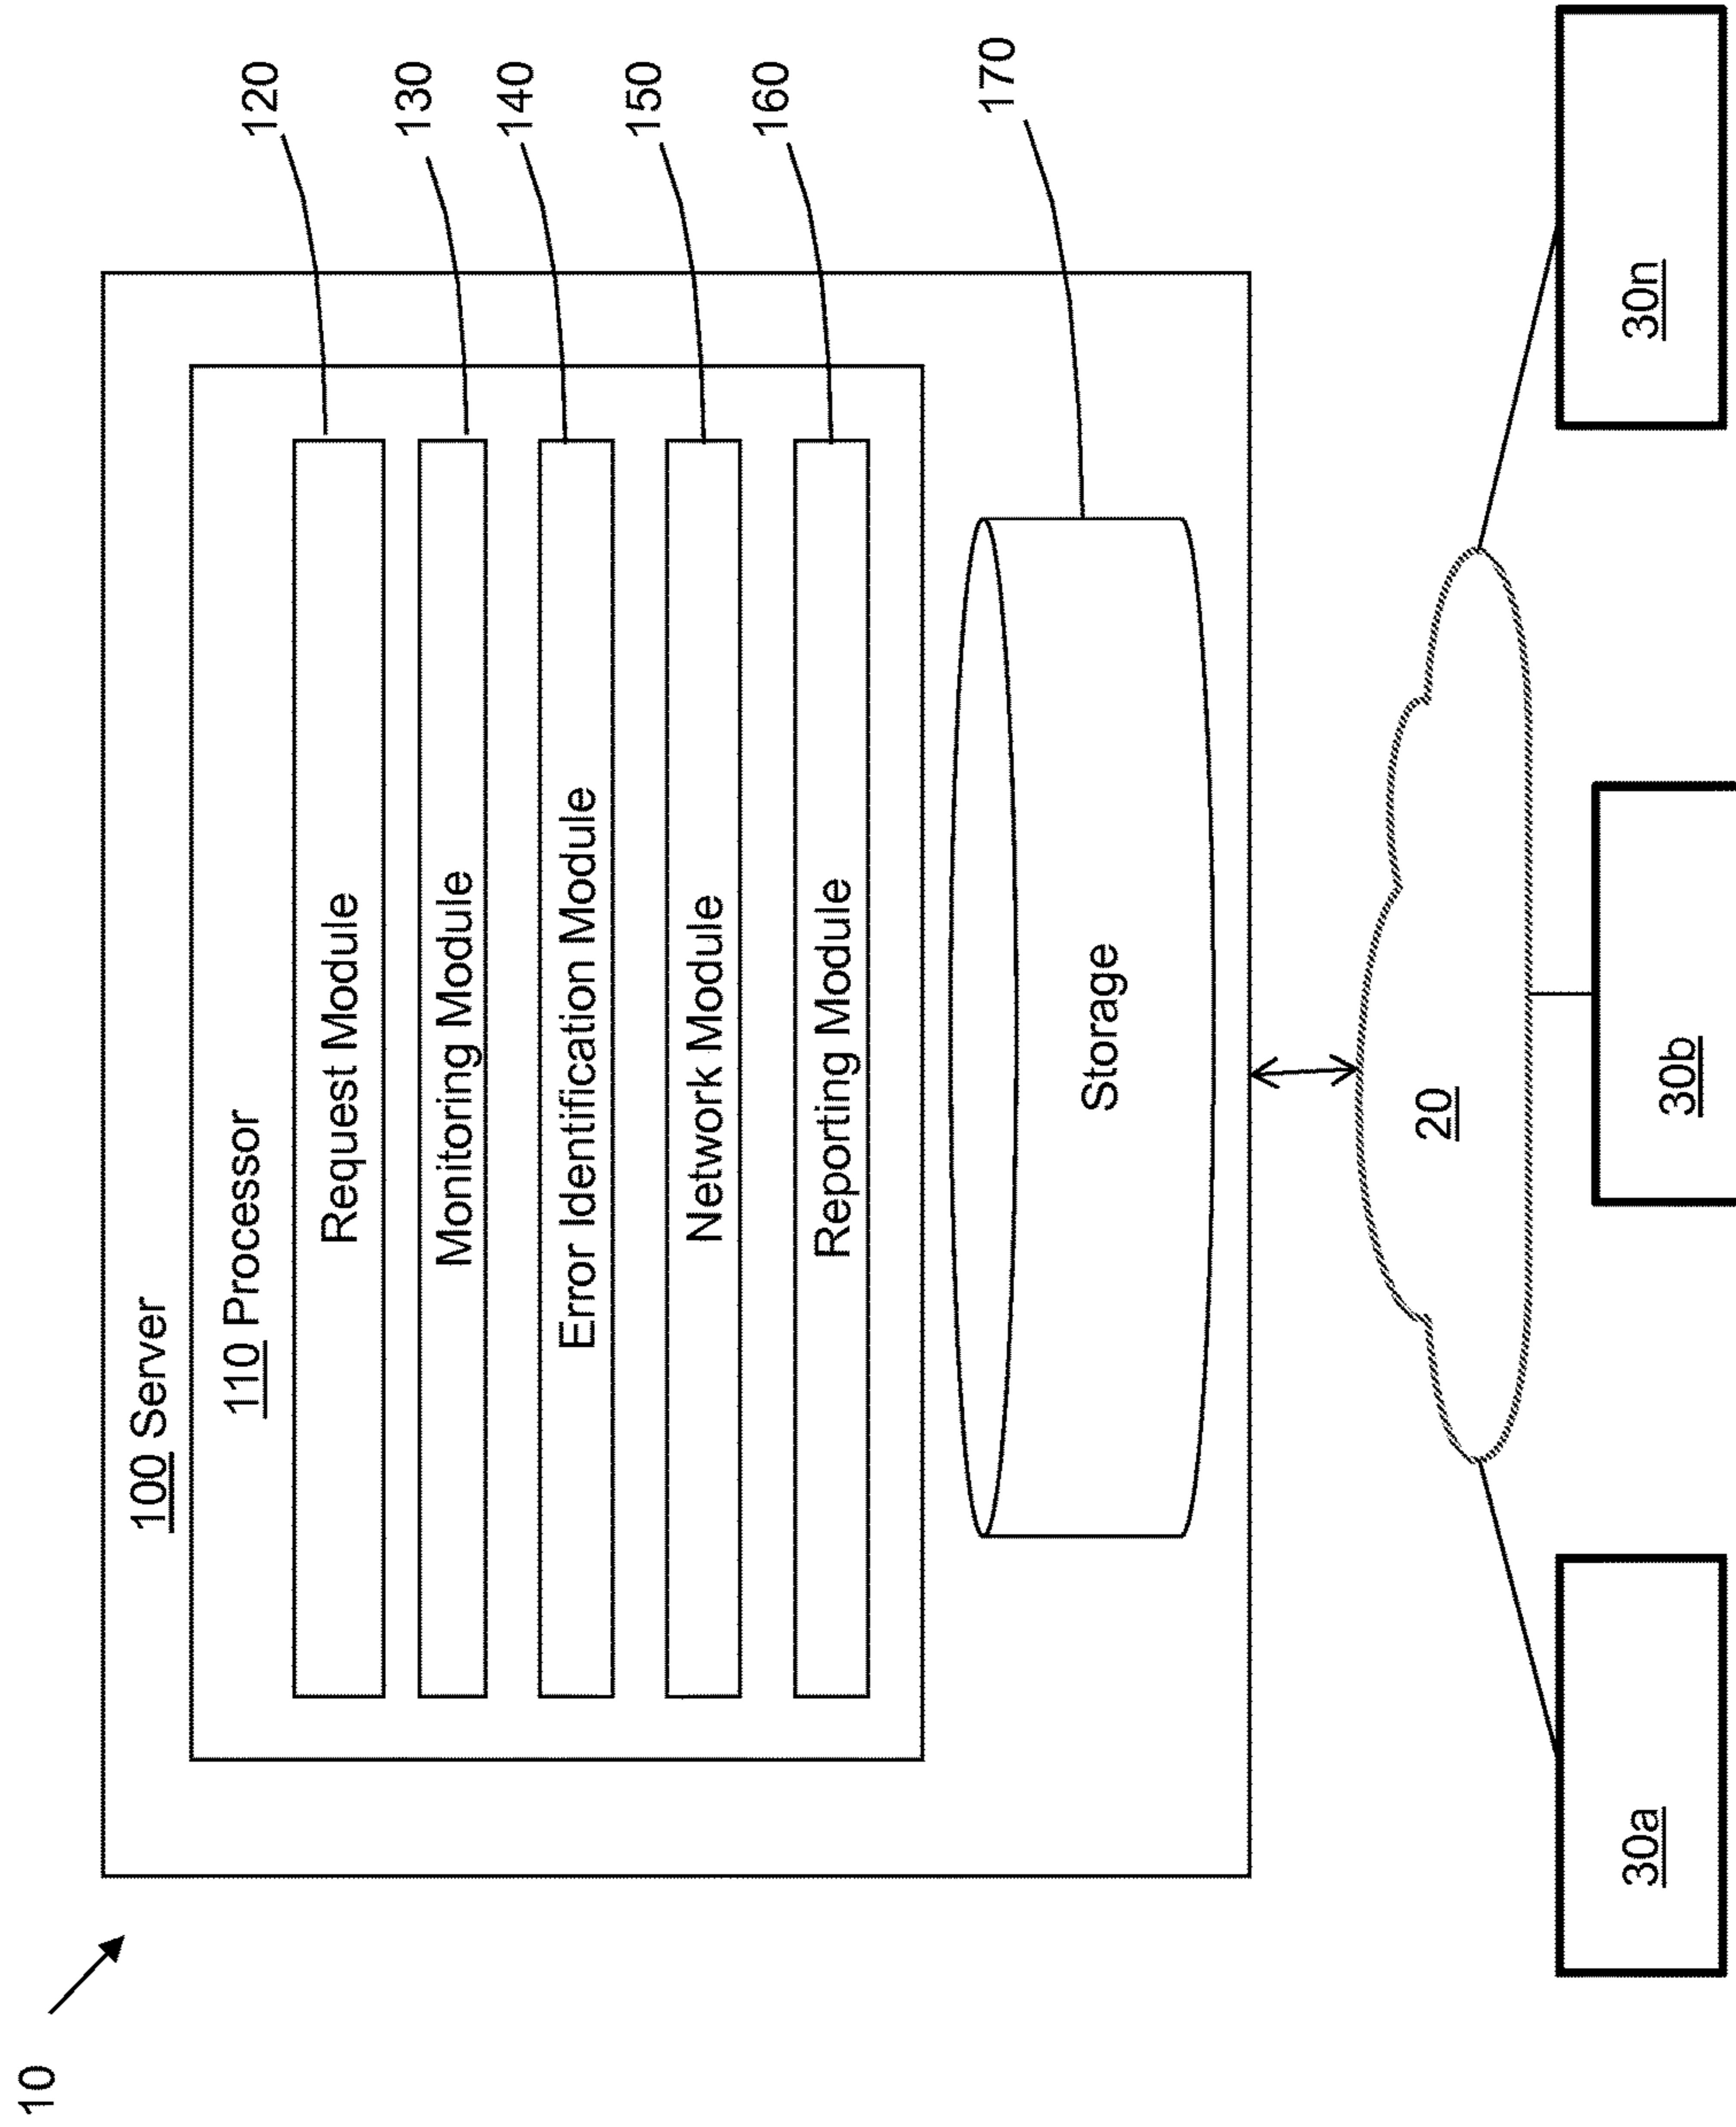 10
100 Server
110 Processor
Request Module
120
Monitoring Module
130
Error Identification Module
140
Network Module
150
Reporting Module
160
Storage
170
20
30a
30b
30n